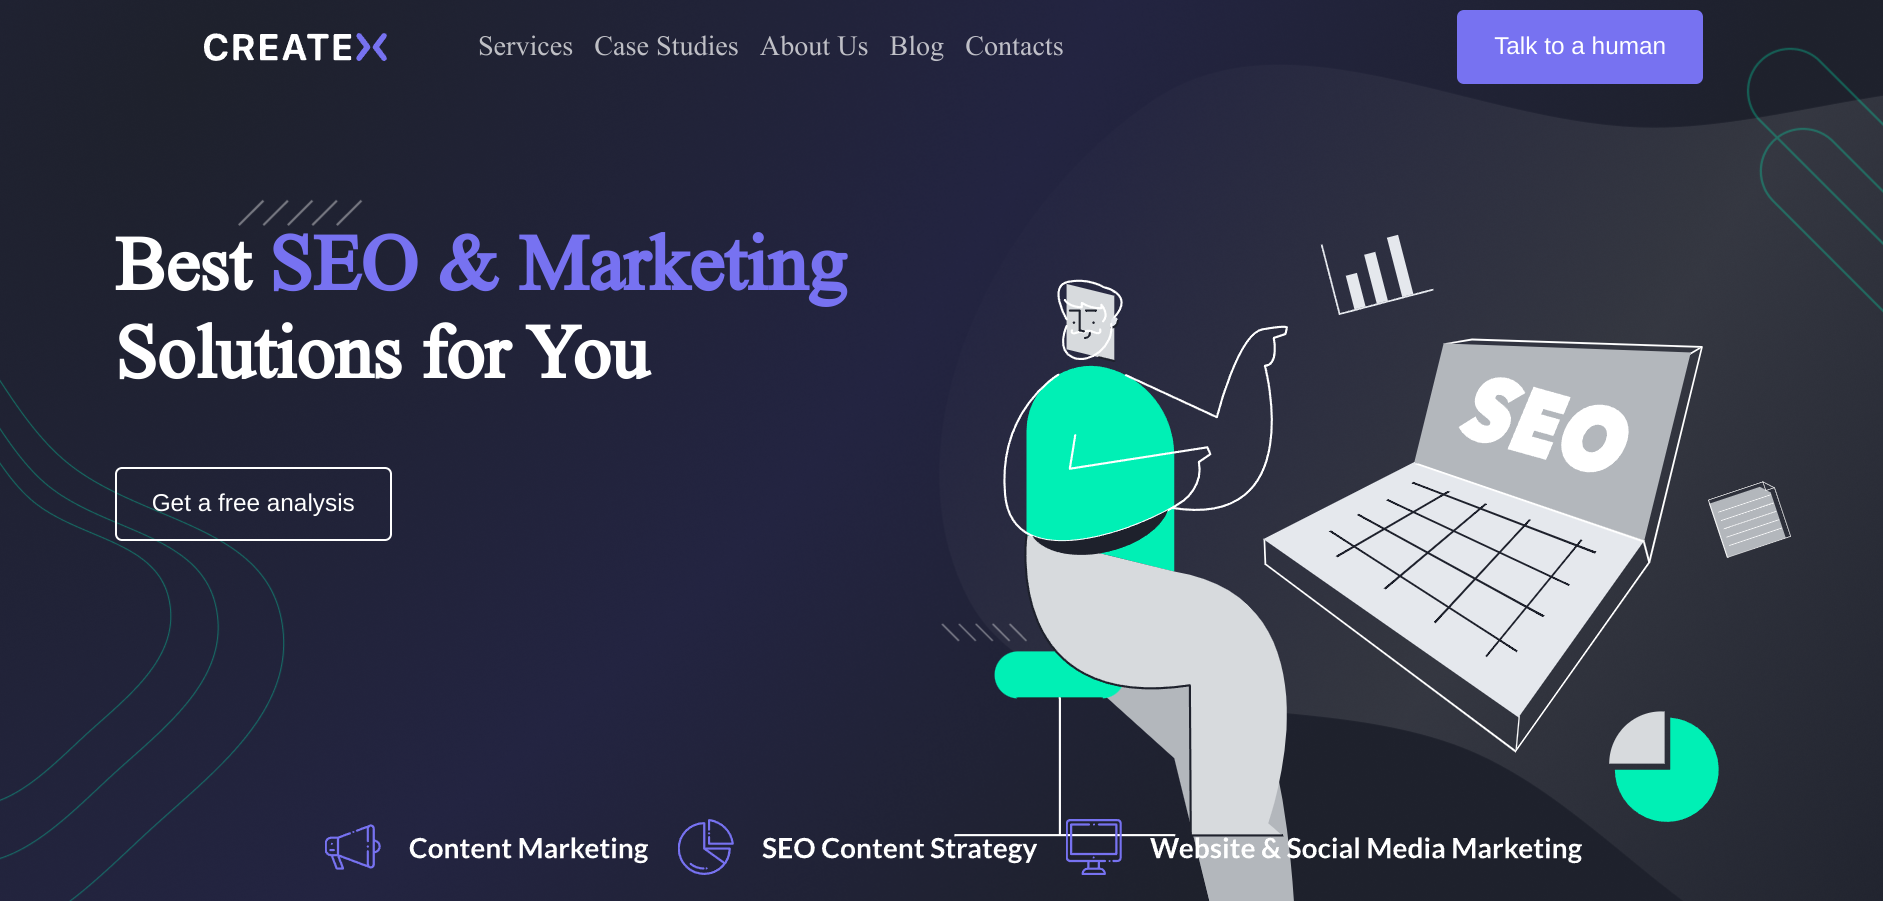 CREATEX
Services Case Studies About Us Blog Contacts
Talk to a human
Best SEO & Marketing
Solutions for You
Get a free analysis
SEO
Content Marketing
SEO Content Strategy
Website & Social Media Marketing